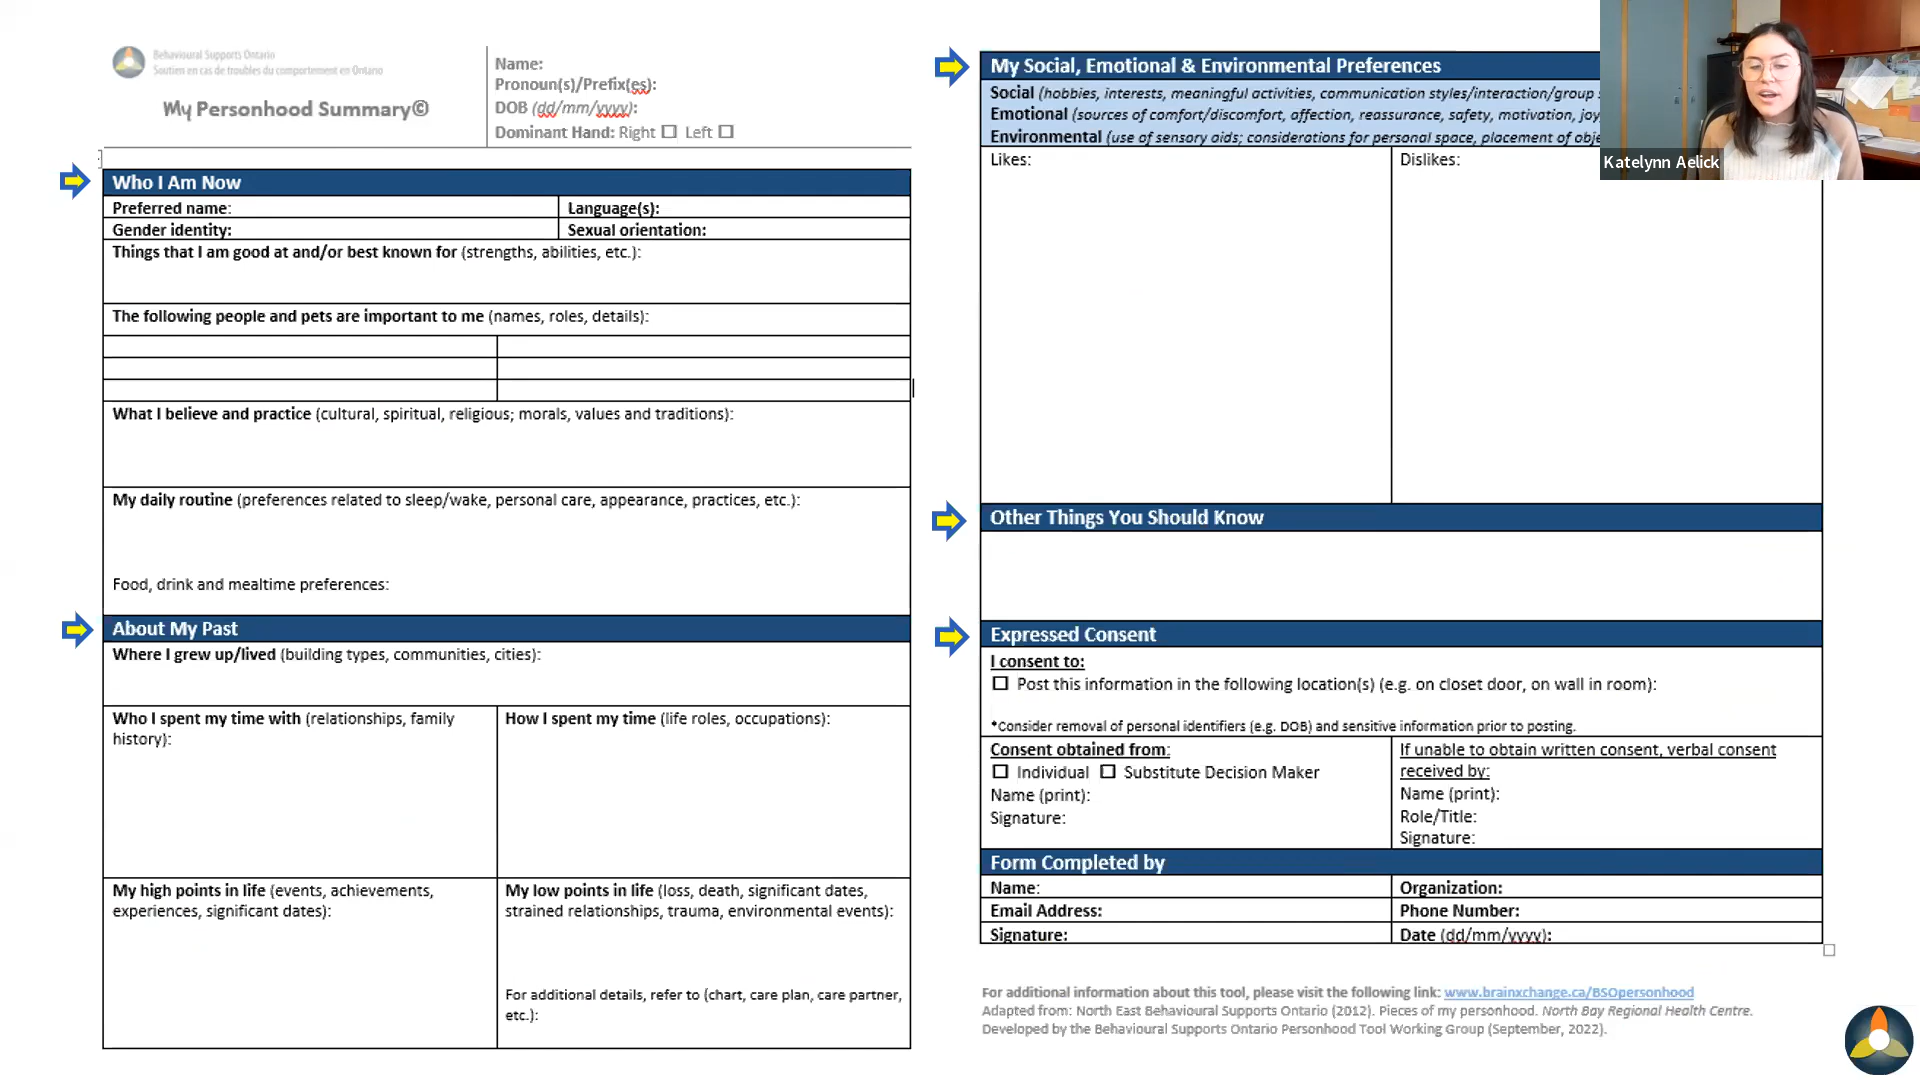 Behavioural Supports Ontario
Soutien en cas de troubles du comportement en Ontario
My Personhood Summary©
Name:
Pronoun(s)/Prefix(es):
DOB (dd/mm/yyyy):
Dominant Hand: Right ☐ Left ☐
Who I Am Now
Preferred name:
Language(s):
Gender identity:
Sexual orientation:
Things that I am good at and/or best known for (strengths, abilities, etc.):
The following people and pets are important to me (names, roles, details):
What I believe and practice (cultural, spiritual, religious; morals, values and traditions):
My daily routine (preferences related to sleep/wake, personal care, appearance, practices, etc.):
Food, drink and mealtime preferences:
About My Past
Where I grew up/lived (building types, communities, cities):
Who I spent my time with (relationships, family
history):
How I spent my time (life roles, occupations):
My high points in life (events, achievements,
experiences, significant dates):
My low points in life (loss, death, significant dates,
strained relationships, trauma, environmental events):
For additional details, refer to (chart, care plan, care partner,
etc.):
My Social, Emotional & Environmental Preferences
Social (hobbies, interests, meaningful activities, communication styles/interaction/group
Emotional (sources of comfort/discomfort, affection, reassurance, safety, motivation, joy,
Environmental (use of sensory aids; considerations for personal space, placement of obje
Likes:
Dislikes:
Other Things You Should Know
Expressed Consent
I consent to:
☐ Post this information in the following location(s) (e.g. on closet door, on wall in room):
*Consider removal of personal identifiers (e.g. DOB) and sensitive information prior to posting.
Consent obtained from:
☐ Individual ☐ Substitute Decision Maker
Name (print):
Signature:
If unable to obtain written consent, verbal consent
received by:
Name (print):
Role/Title:
Signature:
Form Completed by
Name:
Organization:
Email Address:
Phone Number:
Signature:
Date (dd/mm/yyyy):
For additional information about this tool, please visit the following link: www.brainxchange.ca/BSOpersonhood
Adapted from: North East Behavioural Supports Ontario (2012). Pieces of my personhood. North Bay Regional Health Centre.
Developed by the Behavioural Supports Ontario Personhood Tool Working Group (September, 2022).
Katelynn Aelick